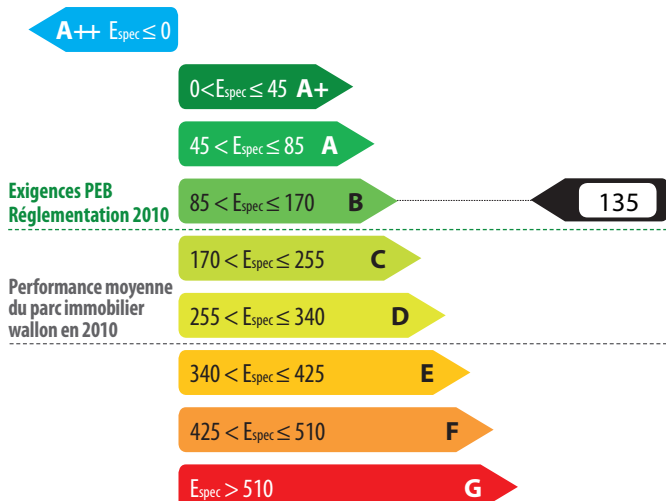 A++ Espec ≤ 0
0<Espec ≤ 45 A+
45 < Espec ≤ 85 A
Exigences PEB
Réglementation 2010
85 < Espec ≤ 170 B
135
170 < Espec ≤ 255 C
Performance moyenne
du parc immobilier
wallon en 2010
255 < Espec ≤ 340 D
340 < Espec ≤ 425 E
425 < Espec ≤ 510 F
Espec > 510 G